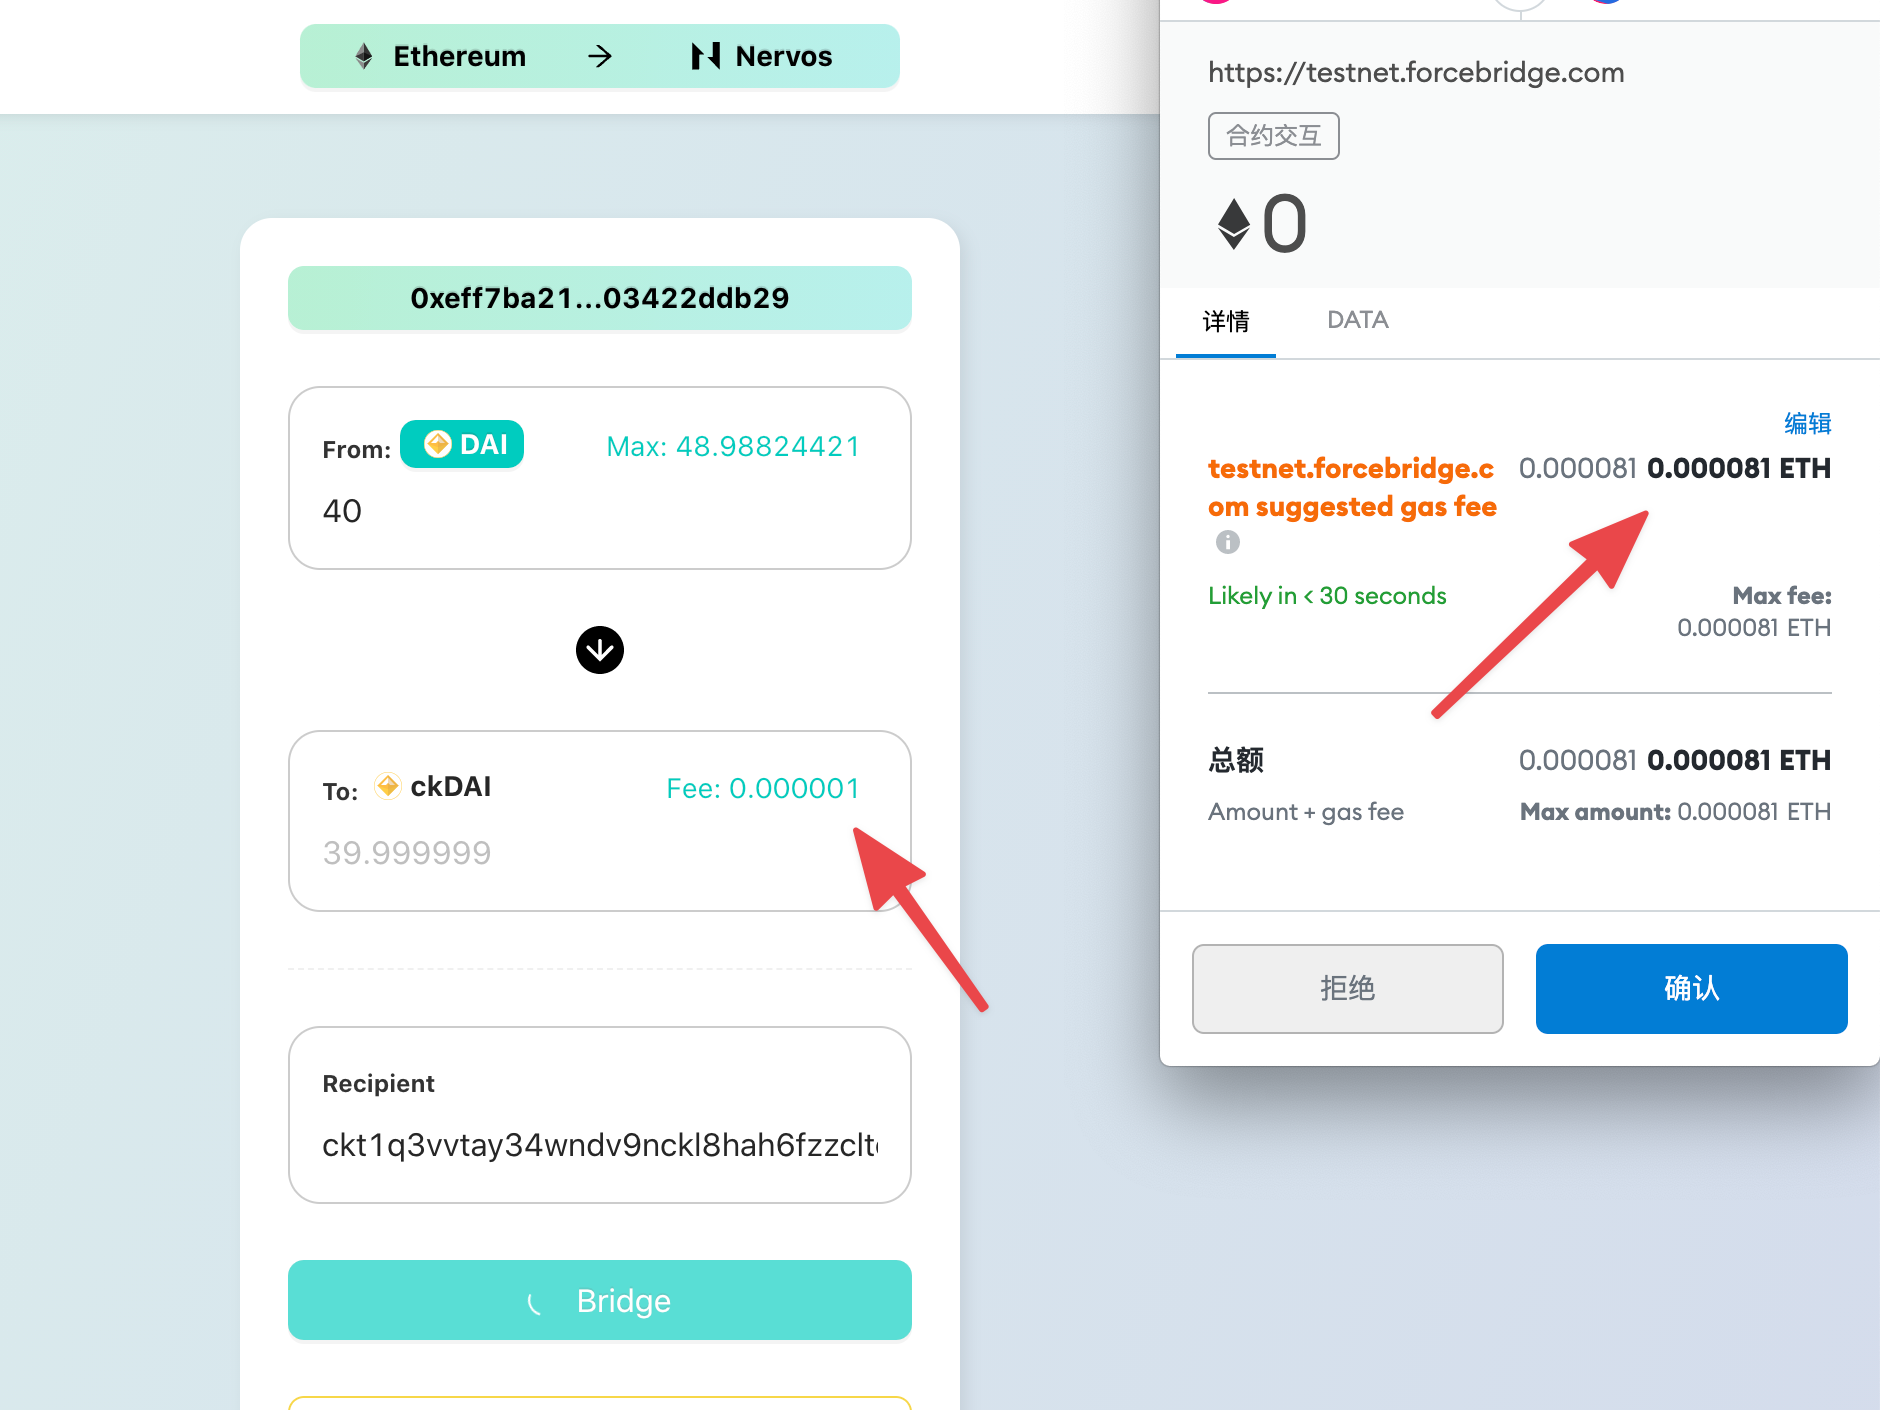 Ethereum → Nervos
0xeff7ba21...03422ddb29
From: DAI Max: 48.98824421
40
To: ckDAI Fee: 0.000001
39.999999
Recipient
ckt1q3vvtay34wndv9nckl8hah6fzzclt
Bridge
https://testnet.forcebridge.com
合约交互
0
详情 DATA
编辑
testnet.forcebridge.c 0.000081 0.000081 ETH
om suggested gas fee
Likely in < 30 seconds Max fee:
0.000081 ETH
总额 0.000081 0.000081 ETH
Amount + gas fee Max amount: 0.000081 ETH
拒绝 确认